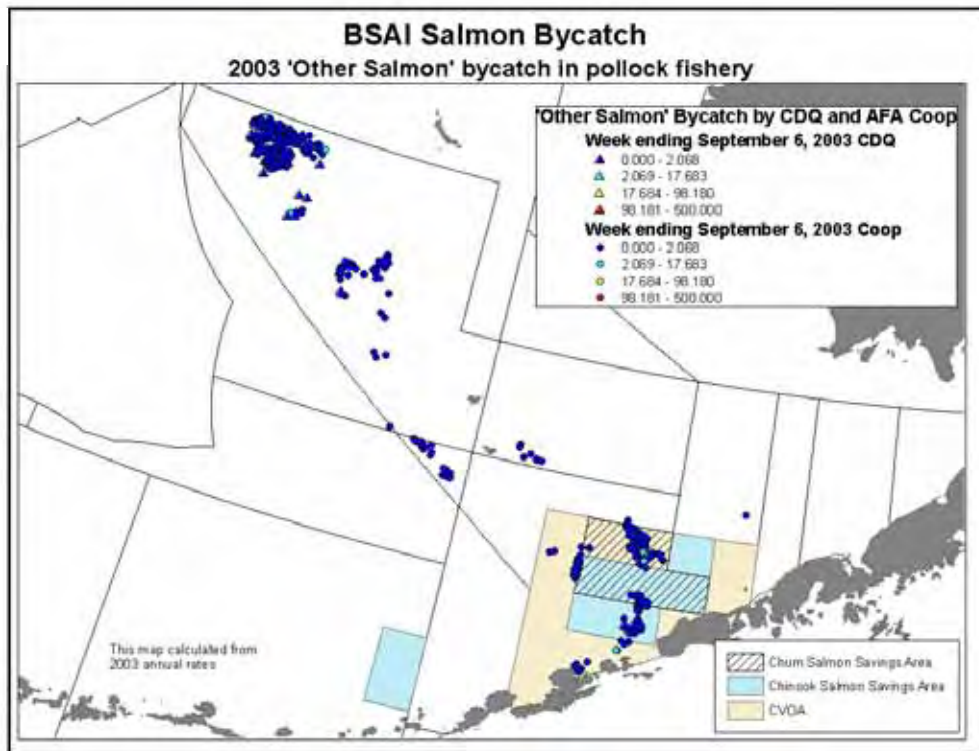 BSAI Salmon Bycatch
2003 'Other Salmon' bycatch in pollock fishery
'Other Salmon' Bycatch by CDQ and AFA Coop
Week ending September 6, 2003 CDQ
0.000 - 2.068
2.069 - 17.683
17.684 - 98.180
98.181 - 500.000
Week ending September 6, 2003 Coop
0.000 - 2.068
2.069 - 17.683
17.684 - 98.180
98.181 - 500.000
This map calculated from
2003 annual rates
Chum Salmon Savings Area
Chinook Salmon Savings Area
CVOA